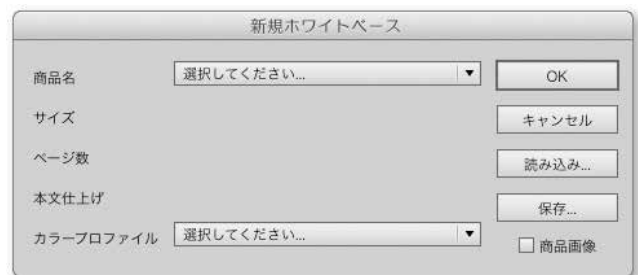 新規ホワイトベース
商品名
選択してください...
OK
サイズ
キャンセル
ページ数
読み込み...
本文仕上げ
保存...
カラープロファイル
選択してください...
商品画像